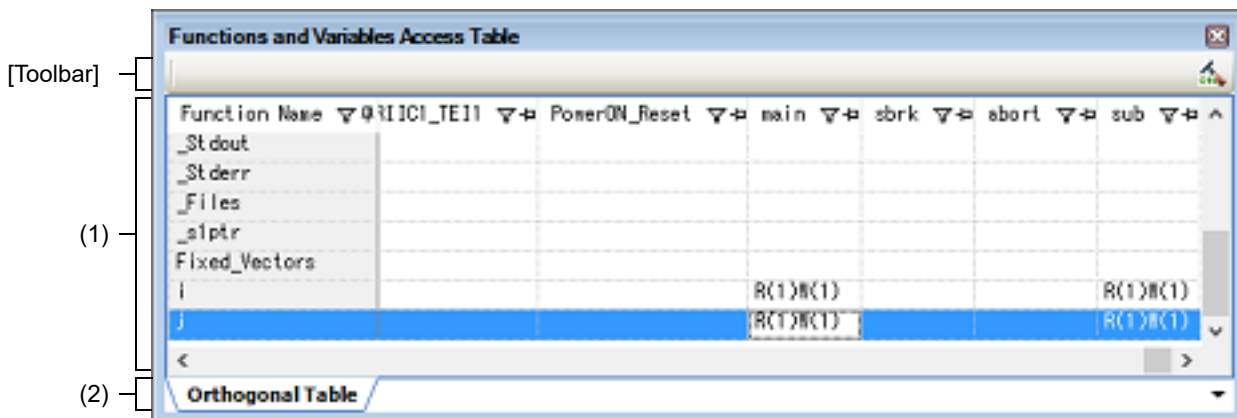 Functions and Variables Access Table
[Toolbar]
Function Name RIIC1_TEI1 PowerON_Reset main sbrk abort sub
_Stdout
_Stderr
_Files
(1) _s1ptr
Fixed_Vectors
i R(1)W(1) R(1)W(1)
j R(1)W(1) R(1)W(1)
(2) Orthogonal Table